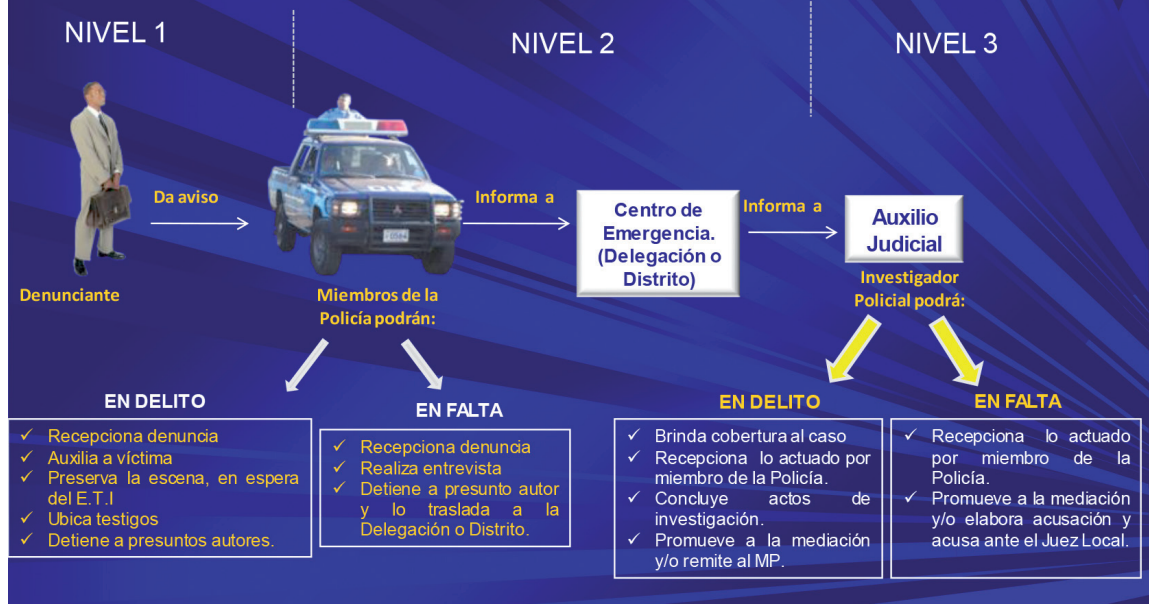 NIVEL 1
NIVEL 2
NIVEL 3
Da aviso
Informa a
Centro de
Emergencia.
(Delegación o
Distrito)
Informa a
Auxilio
Judicial
Denunciante
Miembros de la
Policía podrán:
Investigador
Policial podrá:
EN DELITO
✓ Recepciona denuncia
✓ Auxilia a víctima
✓ Preserva la escena, en espera
del E.T.I
✓ Ubica testigos
✓ Detiene a presuntos autores.
EN FALTA
✓ Recepciona denuncia
✓ Realiza entrevista
✓ Detiene a presunto autor
y lo traslada a la
Delegación o Distrito.
EN DELITO
✓ Brinda cobertura al caso
✓ Recepciona lo actuado por
miembro de la Policía.
✓ Concluye actos de
investigación.
✓ Promueve a la mediación
y/o remite al MP.
EN FALTA
✓ Recepciona lo actuado
por miembro de la
Policía.
✓ Promueve a la mediación
y/o elabora acusación y
acusa ante el Juez Local.